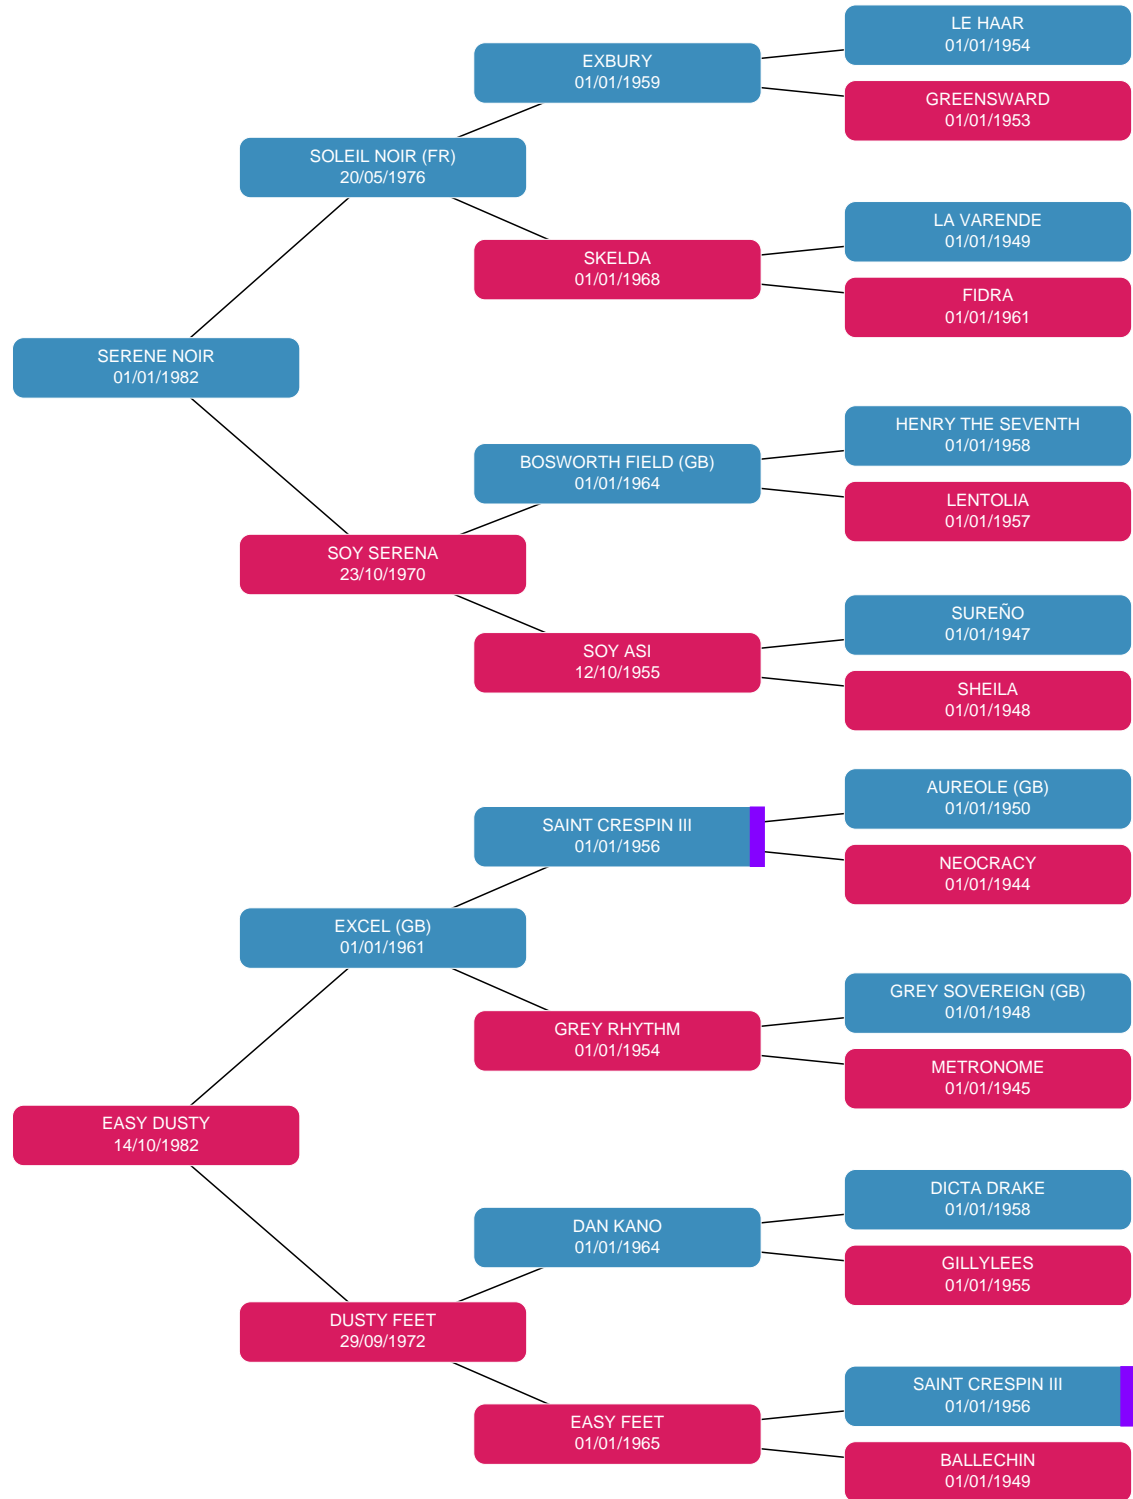 LE HAAR
01/01/1954
EXBURY
01/01/1959
GREENSWARD
01/01/1953
SOLEIL NOIR (FR)
20/05/1976
LA VARENDE
01/01/1949
SKELDA
01/01/1968
FIDRA
01/01/1961
SERENE NOIR
01/01/1982
HENRY THE SEVENTH
01/01/1958
BOSWORTH FIELD (GB)
01/01/1964
LENTOLIA
01/01/1957
SOY SERENA
23/10/1970
SUREÑO
01/01/1947
SOY ASI
12/10/1955
SHEILA
01/01/1948
AUREOLE (GB)
01/01/1950
SAINT CRESPIN III
01/01/1956
NEOCRACY
01/01/1944
EXCEL (GB)
01/01/1961
GREY SOVEREIGN (GB)
01/01/1948
GREY RHYTHM
01/01/1954
METRONOME
01/01/1945
EASY DUSTY
14/10/1982
DICTA DRAKE
01/01/1958
DAN KANO
01/01/1964
GILLYLEES
01/01/1955
DUSTY FEET
29/09/1972
SAINT CRESPIN III
01/01/1956
EASY FEET
01/01/1965
BALLECHIN
01/01/1949